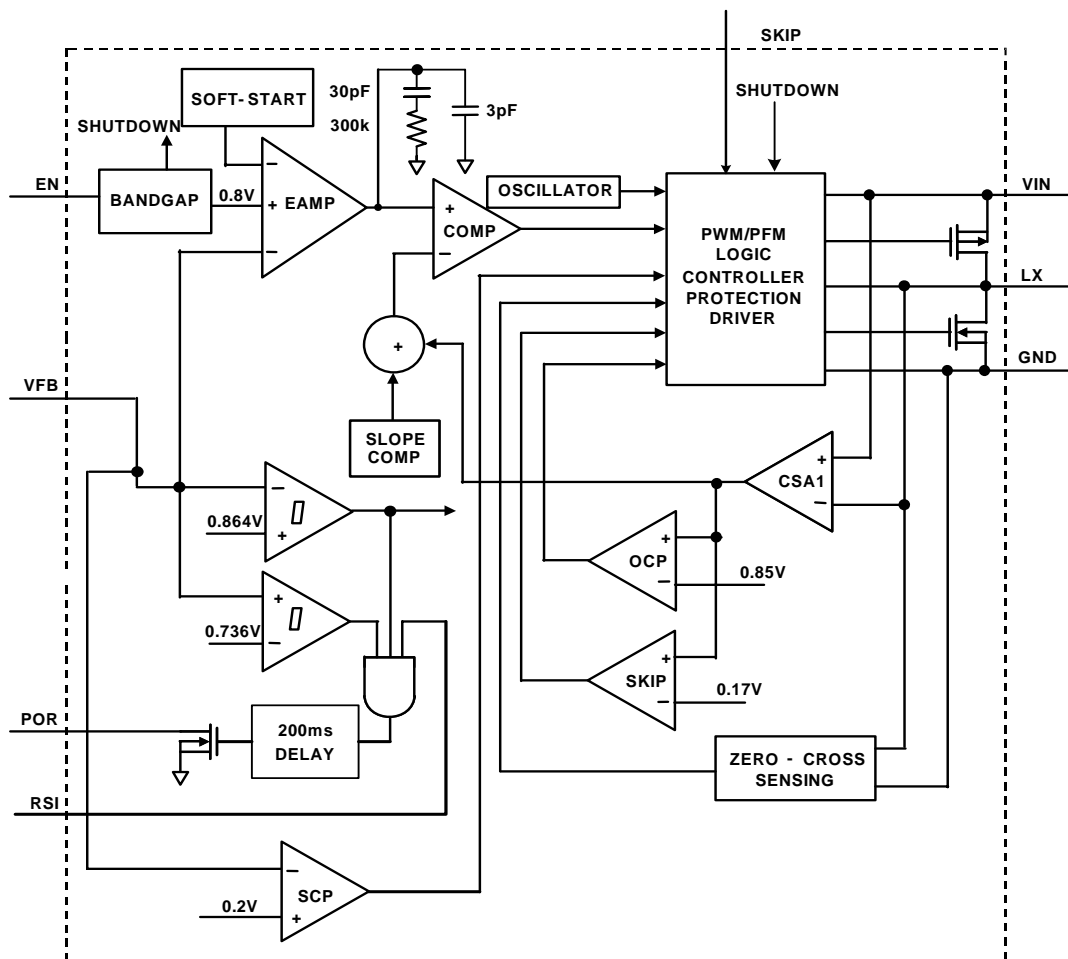 SKIP
SOFT- START
30pF
300k
3pF
SHUTDOWN
SHUTDOWN
EN
BANDGAP
0.8V
−
+
−
EAMP
+
−
COMP
OSCILLATOR
PWM/PFM
LOGIC
CONTROLLER
PROTECTION
DRIVER
VIN
LX
GND
+
VFB
SLOPE
COMP
+
−
CSA1
−
0.864V
+
+
−
OCP
0.85V
+
0.736V
−
+
−
SKIP
0.17V
POR
200ms
DELAY
ZERO - CROSS
SENSING
RSI
−
SCP
0.2V
+